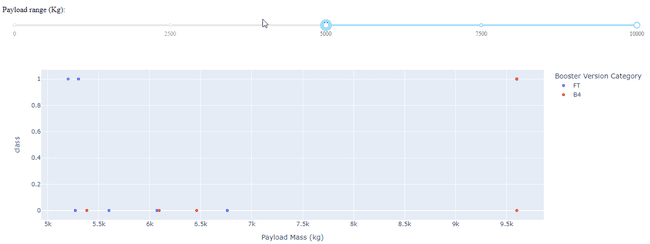 Payload range (Kg):
0 2500 5000 7500 10000
Booster Version Category
FT
B4
1
0.8
0.6
0.4
0.2
0
class
5k 5.5k 6k 6.5k 7k 7.5k 8k 8.5k 9k 9.5k
Payload Mass (kg)